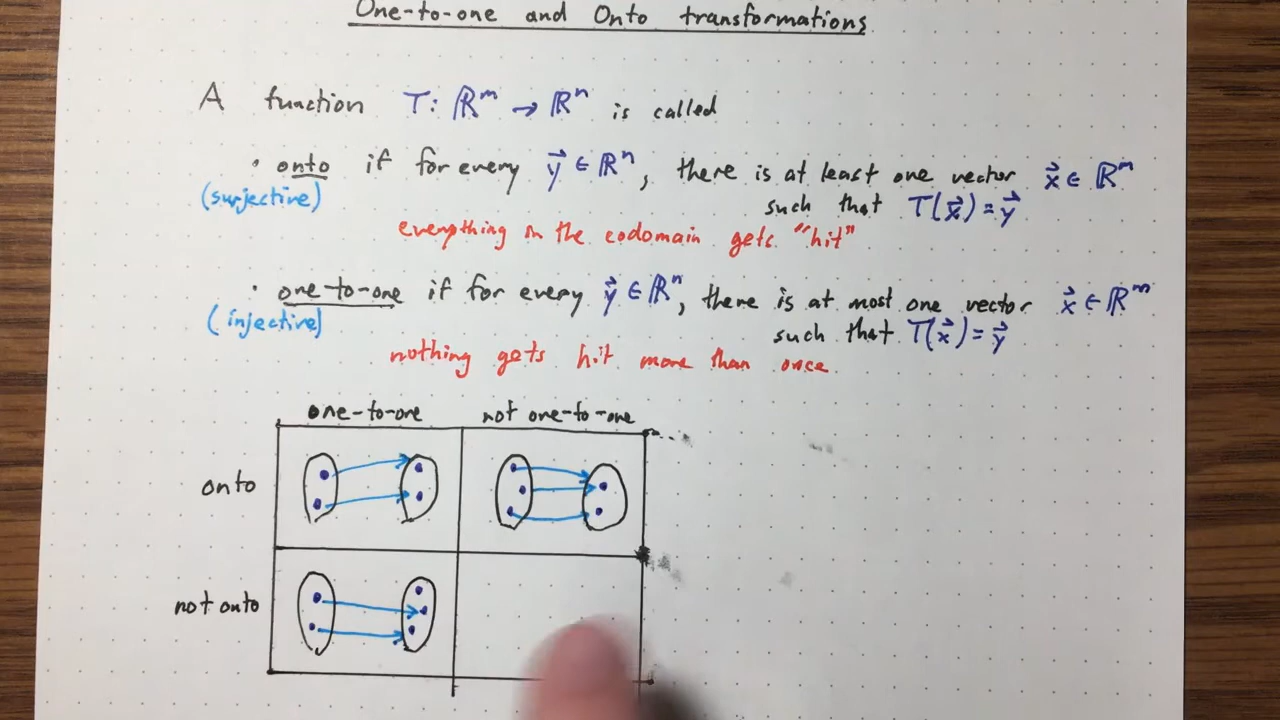 One-to-one and Onto transformations
A function T: ℝᵐ → ℝⁿ is called
• onto if for every y⃗ ∈ ℝⁿ, there is at least one vector x⃗ ∈ ℝᵐ
(surjective) such that T(x⃗) = y⃗
everything in the codomain gets "hit"
• one-to-one if for every y⃗ ∈ ℝⁿ, there is at most one vector x⃗ ∈ ℝᵐ
(injective) such that T(x⃗) = y⃗
nothing gets hit more than once
one-to-one not one-to-one
onto
not onto